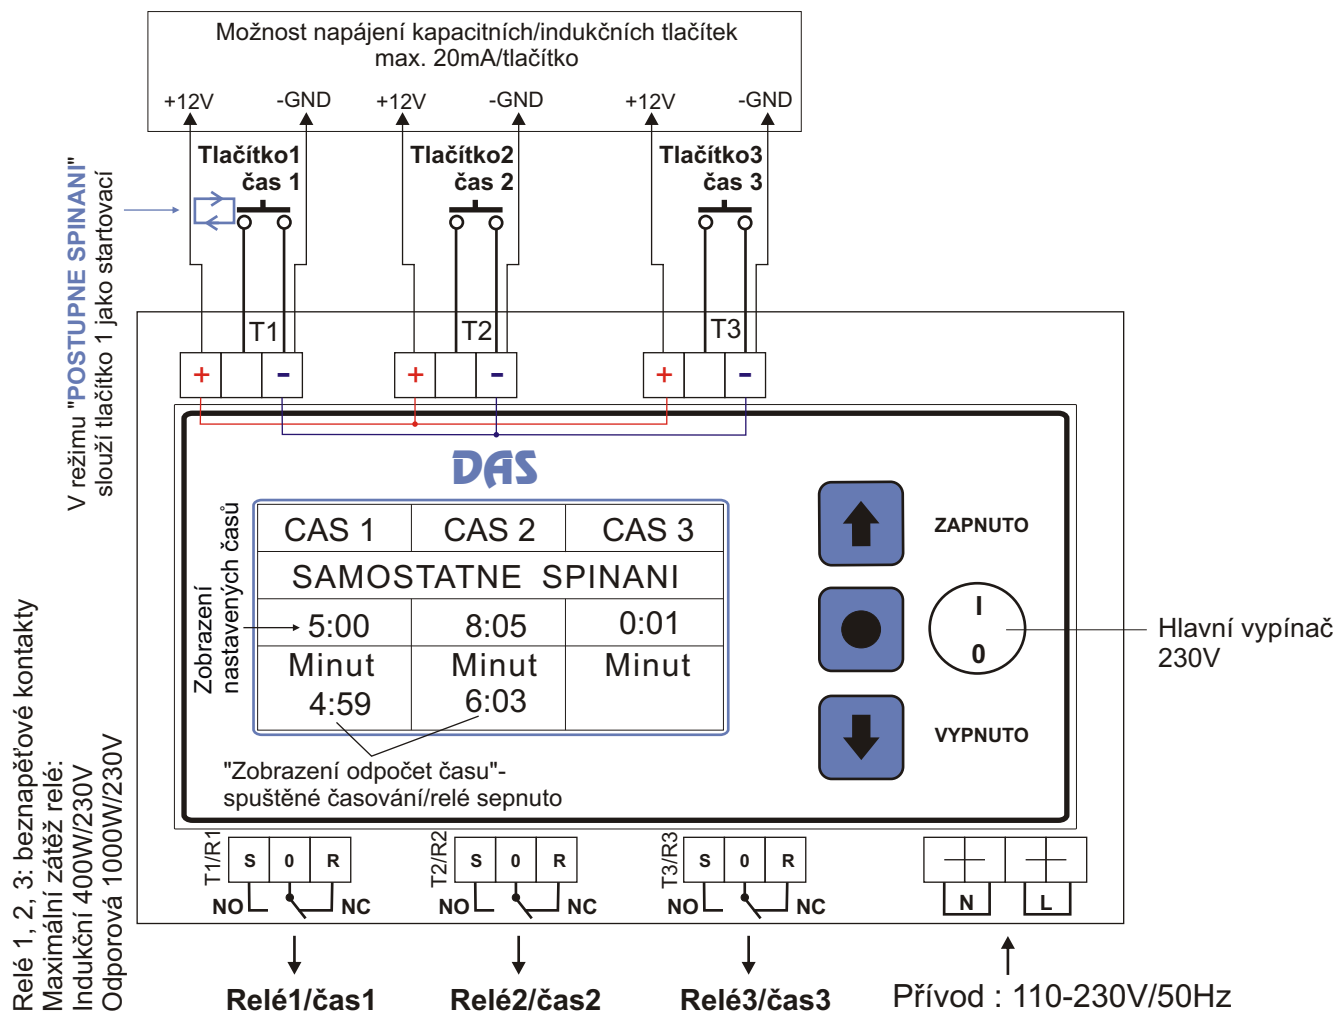 Možnost napájení kapacitních/indukčních tlačítek
max. 20mA/tlačítko
+12V -GND +12V -GND +12V -GND
Tlačítko1
čas 1
Tlačítko2
čas 2
Tlačítko3
čas 3
V režimu "POSTUPNE SPINANI"
slouží tlačítko 1 jako startovací
T1 T2 T3
+ - + - + -
DAS
CAS 1 CAS 2 CAS 3
SAMOSTATNE SPINANI
5:00 8:05 0:01
Minut Minut Minut
4:59 6:03
Zobrazení
nastavených časů
"Zobrazení odpočet času"-
spuštěné časování/relé sepnuto
ZAPNUTO
I
0
VYPNUTO
Hlavní vypínač
230V
Relé 1, 2, 3: beznapěťové kontakty
Maximální zátěž relé:
Indukční 400W/230V
Odporová 1000W/230V
T1/R1 S 0 R
T2/R2 S 0 R
T3/R3 S 0 R
NO NC NO NC NO NC N L
Relé1/čas1 Relé2/čas2 Relé3/čas3 Přívod : 110-230V/50Hz